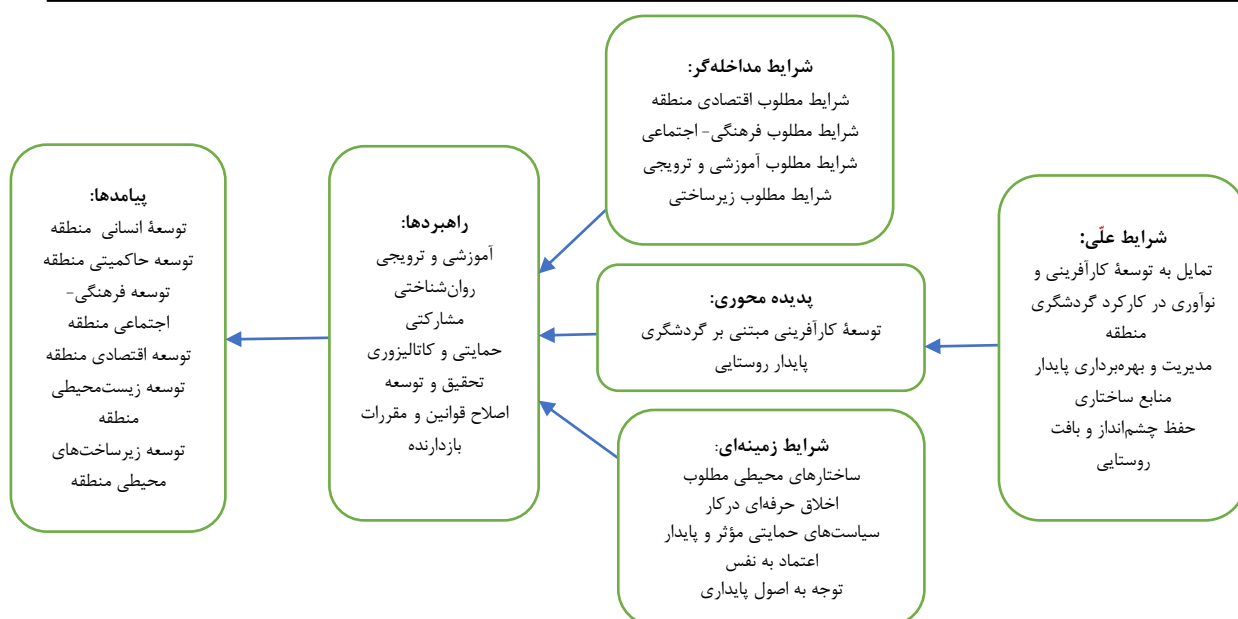 شرایط علّی:
تمایل به توسعۀ کارآفرینی و
نوآوری در کارکرد گردشگری
منطقه
مدیریت و بهره‌برداری پایدار
منابع ساختاری
حفظ چشم‌انداز و بافت
روستایی
شرایط مداخله‌گر:
شرایط مطلوب اقتصادی منطقه
شرایط مطلوب فرهنگی- اجتماعی
شرایط مطلوب آموزشی و ترویجی
شرایط مطلوب زیرساختی
پدیده محوری:
توسعۀ کارآفرینی مبتنی بر گردشگری
پایدار روستایی
شرایط زمینه‌ای:
ساختارهای محیطی مطلوب
اخلاق حرفه‌ای درکار
سیاست‌های حمایتی مؤثر و پایدار
اعتماد به نفس
توجه به اصول پایداری
راهبردها:
آموزشی و ترویجی
روان‌شناختی
مشارکتی
حمایتی و کاتالیزوری
تحقیق و توسعه
اصلاح قوانین و مقررات
بازدارنده
پیامدها:
توسعۀ انسانی منطقه
توسعه حاکمیتی منطقه
توسعه فرهنگی-
اجتماعی منطقه
توسعه اقتصادی منطقه
توسعه زیست‌محیطی
منطقه
توسعه زیرساخت‌های
محیطی منطقه